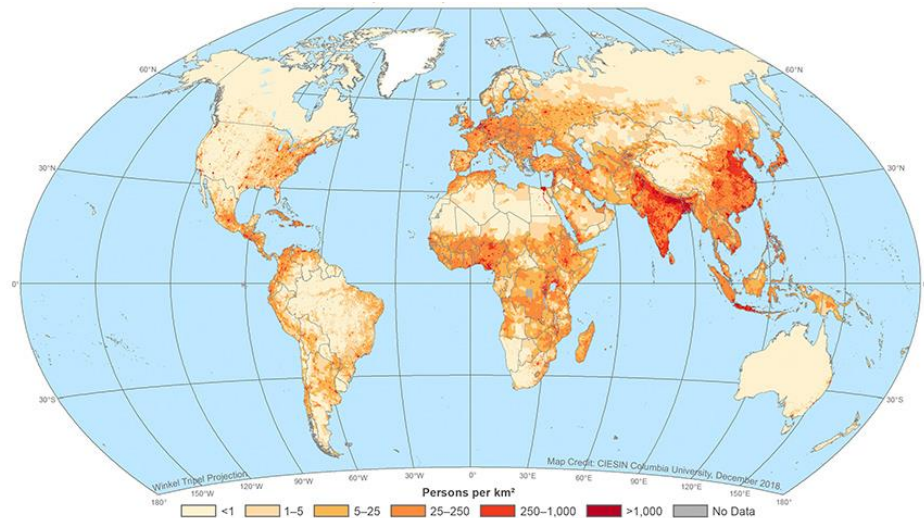 60°N
60°N
30°N
30°N
0°
0°
30°S
30°S
Winkel Tripel Projection
Map Credit: CIESIN Columbia University, December 2018.
180°
150°W
120°W
90°W
60°W
30°W
0°
30°E
60°E
90°E
120°E
150°E
180°
Persons per km²
<1
1–5
5–25
25–250
250–1,000
>1,000
No Data